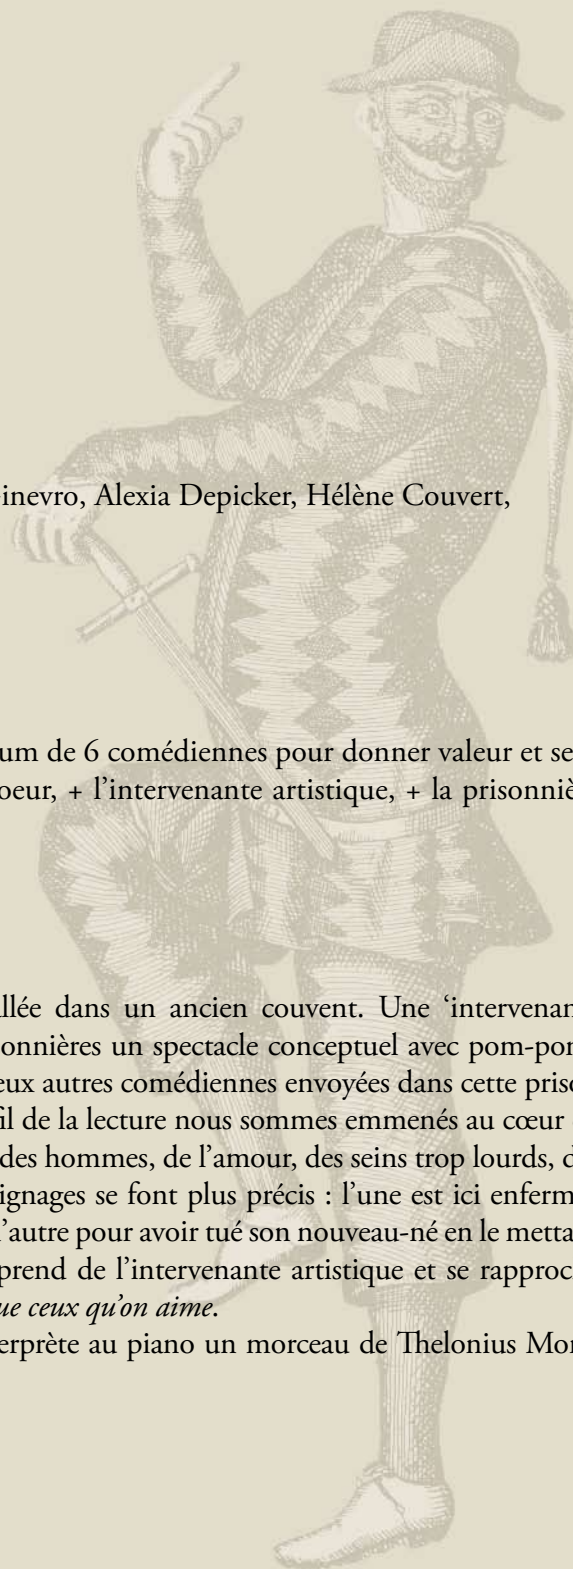 inevro, Alexia Depicker, Hélène Couvert,
um de 6 comédiennes pour donner valeur et se
oeur, + l’intervenante artistique, + la prisonniè
allée dans un ancien couvent. Une ‘intervenan
onnières un spectacle conceptuel avec pom-pon
eux autres comédiennes envoyées dans cette priso
fil de la lecture nous sommes emmenés au cœur
des hommes, de l’amour, des seins trop lourds, d
ignages se font plus précis : l’une est ici enferm
l’autre pour avoir tué son nouveau-né en le metta
prend de l’intervenante artistique et se rapproc
ue ceux qu’on aime.
erprète au piano un morceau de Thelonius Mon